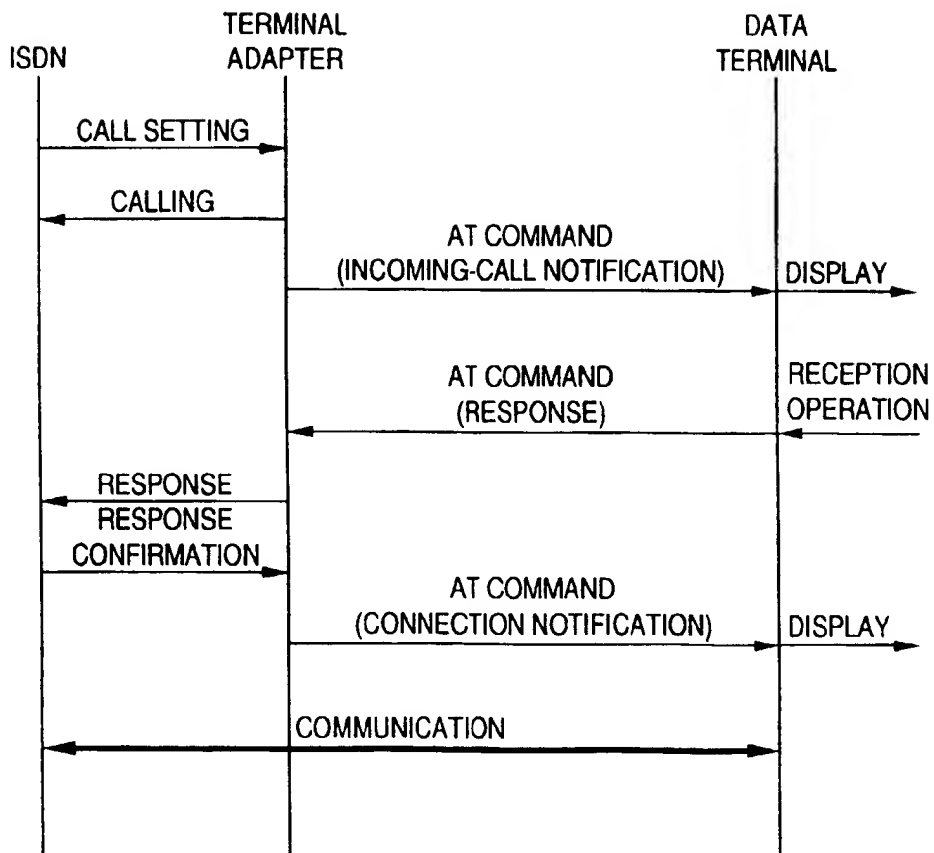 ISDN
TERMINAL
ADAPTER
DATA
TERMINAL
CALL SETTING
CALLING
AT COMMAND
(INCOMING-CALL NOTIFICATION)
DISPLAY
AT COMMAND
(RESPONSE)
RECEPTION
OPERATION
RESPONSE
RESPONSE
CONFIRMATION
AT COMMAND
(CONNECTION NOTIFICATION)
DISPLAY
COMMUNICATION